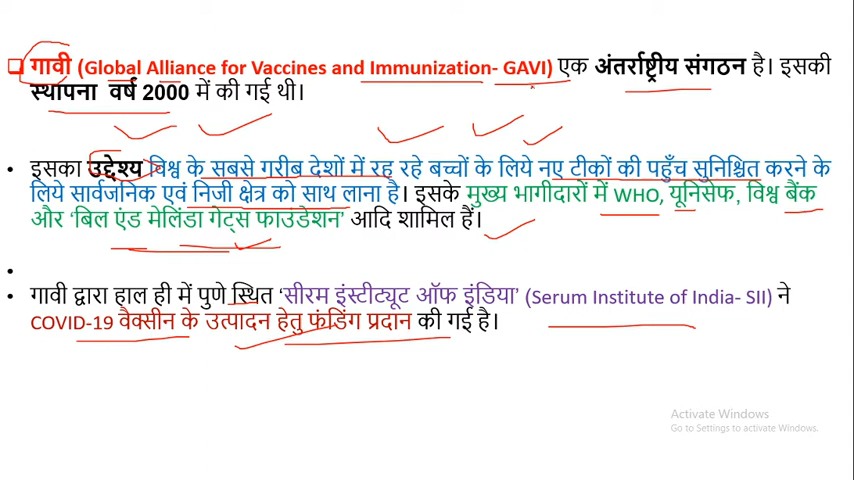 गावी (Global Alliance for Vaccines and Immunization- GAVI) एक अंतर्राष्ट्रीय संगठन है। इसकी
स्थापना वर्ष 2000 में की गई थी।
इसका उद्देश्य विश्व के सबसे गरीब देशों में रह रहे बच्चों के लिये नए टीकों की पहुँच सुनिश्चित करने के
लिये सार्वजनिक एवं निजी क्षेत्र को साथ लाना है। इसके मुख्य भागीदारों में WHO, यूनिसेफ, विश्व बैंक
और ‘बिल एंड मेलिंडा गेट्स फाउंडेशन’ आदि शामिल हैं।
गावी द्वारा हाल ही में पुणे स्थित ‘सीरम इंस्टीट्यूट ऑफ इंडिया’ (Serum Institute of India- SII) ने
COVID-19 वैक्सीन के उत्पादन हेतु फंडिंग प्रदान की गई है।
Activate Windows
Go to Settings to activate Windows.